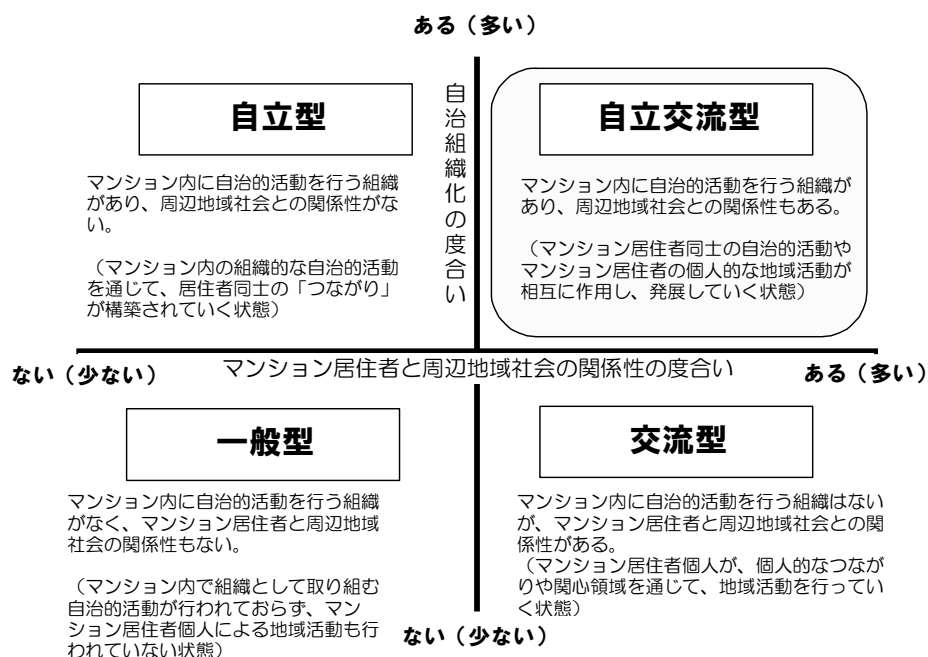 ある（多い）
自立型
マンション内に自治的活動を行う組織
があり、周辺地域社会との関係性がな
い。
（マンション内の組織的な自治的活動
を通じて、居住者同士の「つながり」
が構築されていく状態）
自治組織化の度合い
自立交流型
マンション内に自治的活動を行う組織が
あり、周辺地域社会との関係性もある。
（マンション居住者同士の自治的活動や
マンション居住者の個人的な地域活動が
相互に作用し、発展していく状態）
ない（少ない）
マンション居住者と周辺地域社会の関係性の度合い
ある（多い）
一般型
マンション内に自治的活動を行う組織
がなく、マンション居住者と周辺地域
社会の関係性もない。
（マンション内で組織として取り組む
自治的活動が行われておらず、マン
ション居住者個人による地域活動も行
われていない状態）
交流型
マンション内に自治的活動を行う組織はない
が、マンション居住者と周辺地域社会との関
係性がある。
（マンション居住者個人が、個人的なつなが
りや関心領域を通じて、地域活動を行ってい
く状態）
ない（少ない）